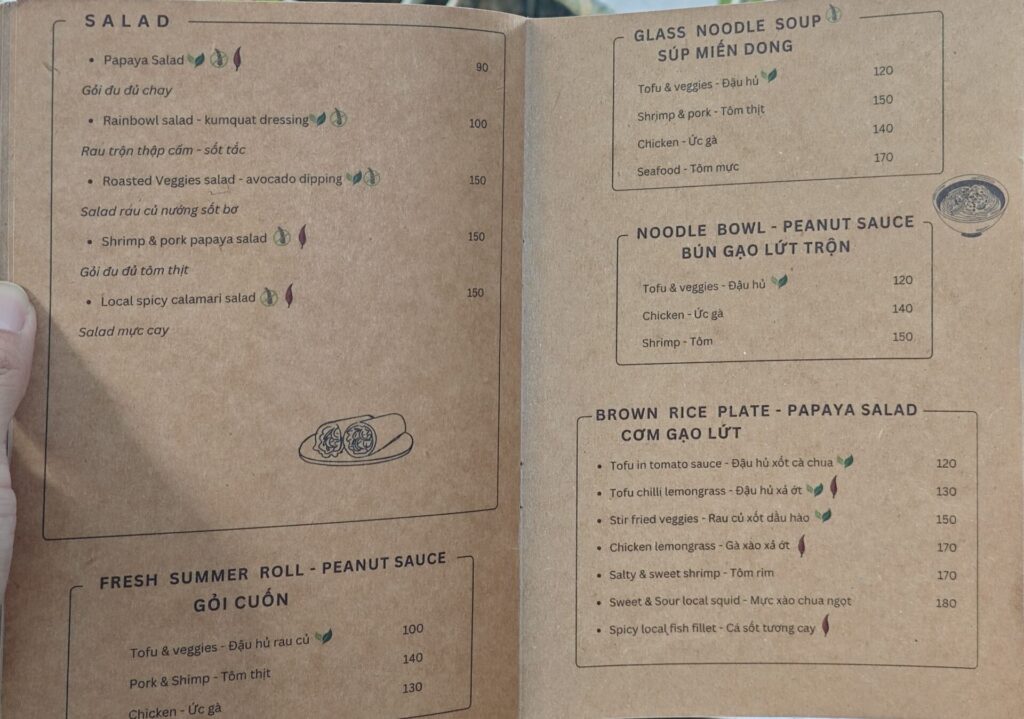 SALAD
• Papaya Salad 90
Gỏi đu đủ chay
• Rainbowl salad - kumquat dressing 100
Rau trộn thập cẩm - sốt tắc
• Roasted Veggies salad - avocado dipping 150
Salad rau củ nướng sốt bơ
• Shrimp & pork papaya salad 150
Gỏi đu đủ tôm thịt
• Local spicy calamari salad 150
Salad mực cay
FRESH SUMMER ROLL - PEANUT SAUCE
GỎI CUỐN
Tofu & veggies - Đậu hủ rau củ 100
Pork & Shimp - Tôm thịt 140
Chicken - Ức gà 130
GLASS NOODLE SOUP
SÚP MIẾN DONG
Tofu & veggies - Đậu hủ 120
Shrimp & pork - Tôm thịt 150
Chicken - Ức gà 140
Seafood - Tôm mực 170
NOODLE BOWL - PEANUT SAUCE
BÚN GẠO LỨT TRỘN
Tofu & veggies - Đậu hủ 120
Chicken - Ức gà 140
Shrimp - Tôm 150
BROWN RICE PLATE - PAPAYA SALAD
CƠM GẠO LỨT
• Tofu in tomato sauce - Đậu hủ xốt cà chua 120
• Tofu chilli lemongrass - Đậu hủ xả ớt 130
• Stir fried veggies - Rau củ xốt dầu hào 150
• Chicken lemongrass - Gà xào xả ớt 170
• Salty & sweet shrimp - Tôm rim 170
• Sweet & Sour local squid - Mực xào chua ngọt 180
• Spicy local fish fillet - Cá sốt tương cay